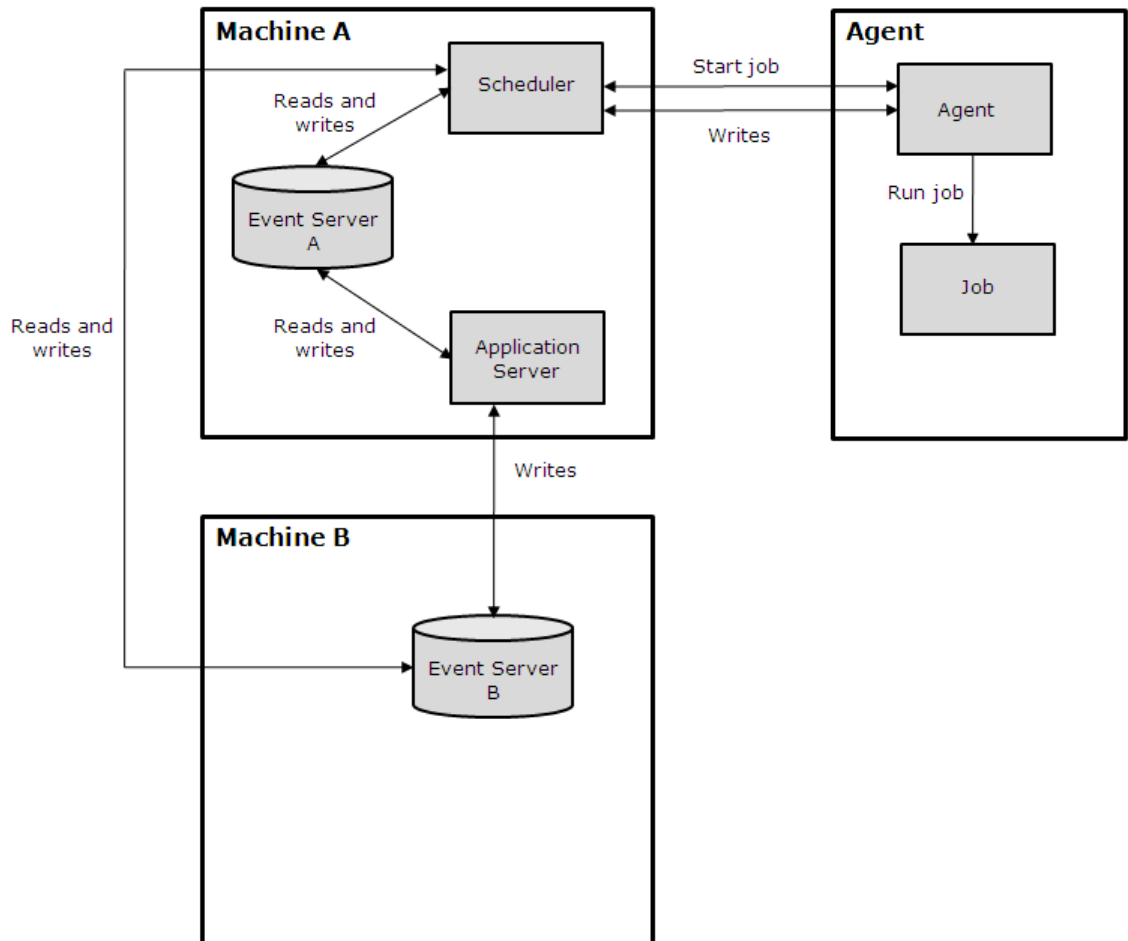 Machine A
Agent
Scheduler
Start job
Agent
Reads and
writes
Writes
Run job
Event Server
A
Job
Reads and
writes
Reads and
writes
Application
Server
Writes
Machine B
Event Server
B